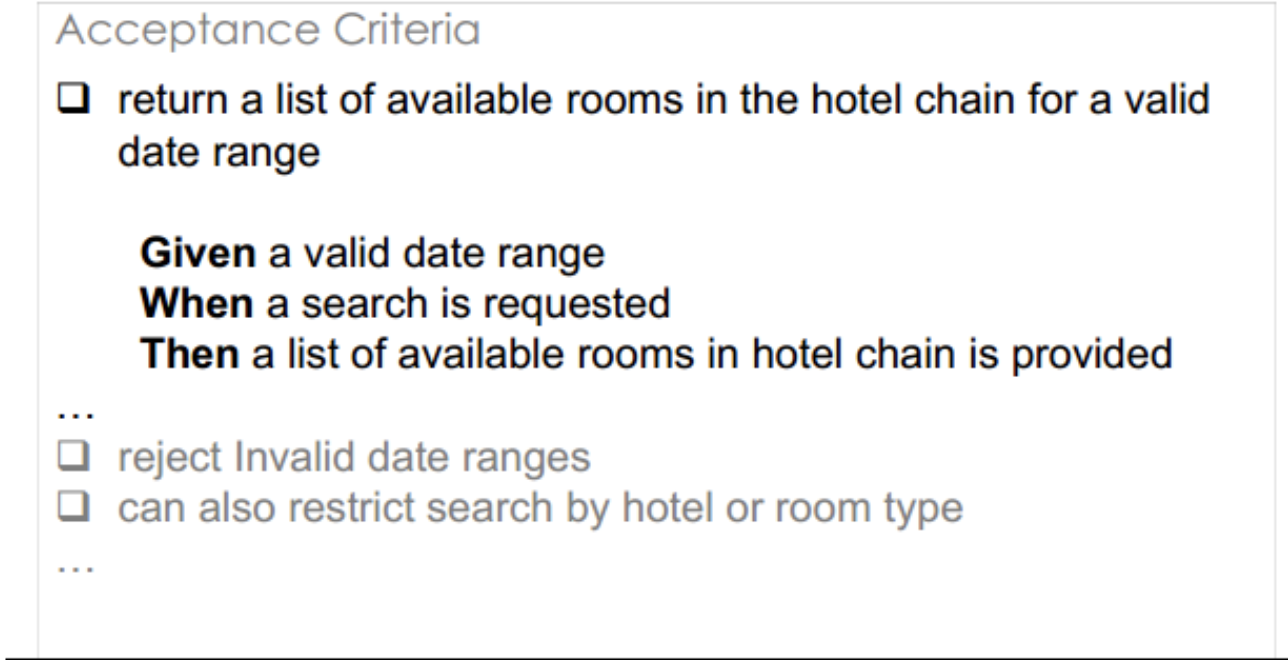 Acceptance Criteria
❑ return a list of available rooms in the hotel chain for a valid
date range
Given a valid date range
When a search is requested
Then a list of available rooms in hotel chain is provided
...
❑ reject Invalid date ranges
❑ can also restrict search by hotel or room type
...